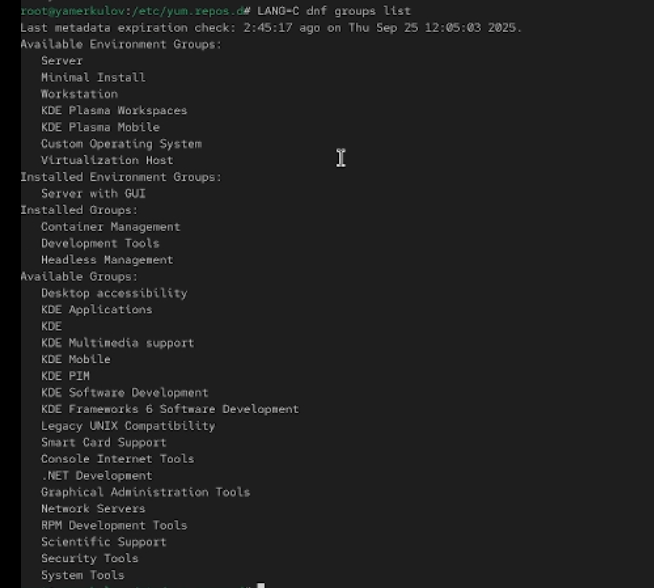 root@yamerkulov:/etc/yum.repos.d# LANG=C dnf groups list
Last metadata expiration check: 2:45:17 ago on Thu Sep 25 12:05:03 2025.
Available Environment Groups:
Server
Minimal Install
Workstation
KDE Plasma Workspaces
KDE Plasma Mobile
Custom Operating System
Virtualization Host
Installed Environment Groups:
Server with GUI
Installed Groups:
Container Management
Development Tools
Headless Management
Available Groups:
Desktop accessibility
KDE Applications
KDE
KDE Multimedia support
KDE Mobile
KDE PIM
KDE Software Development
KDE Frameworks 6 Software Development
Legacy UNIX Compatibility
Smart Card Support
Console Internet Tools
.NET Development
Graphical Administration Tools
Network Servers
RPM Development Tools
Scientific Support
Security Tools
System Tools